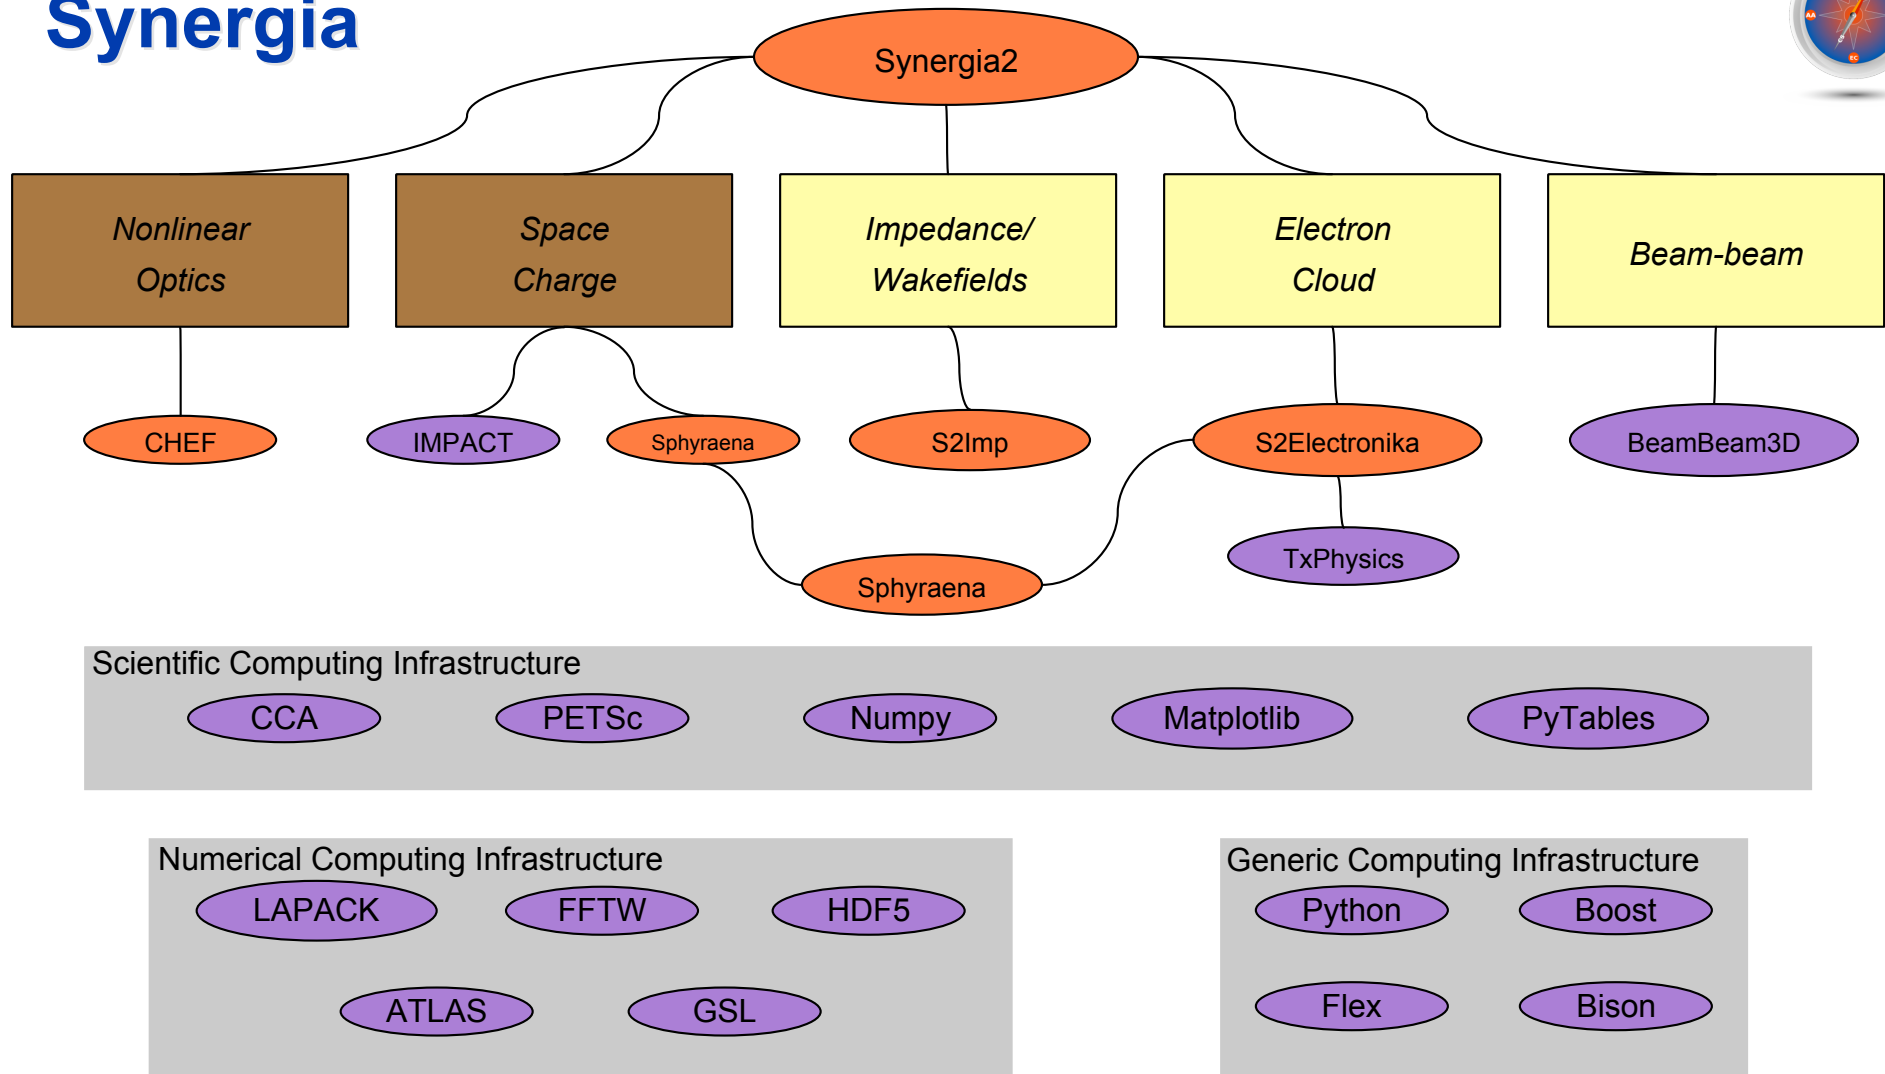 Synergia
Synergia2
Nonlinear
Optics
Space
Charge
Impedance/
Wakefields
Electron
Cloud
Beam-beam
CHEF
IMPACT
Sphyraena
S2Imp
S2Electronika
BeamBeam3D
TxPhysics
Sphyraena
Scientific Computing Infrastructure
CCA
PETSc
Numpy
Matplotlib
PyTables
Numerical Computing Infrastructure
LAPACK
FFTW
HDF5
ATLAS
GSL
Generic Computing Infrastructure
Python
Boost
Flex
Bison
AA
EC